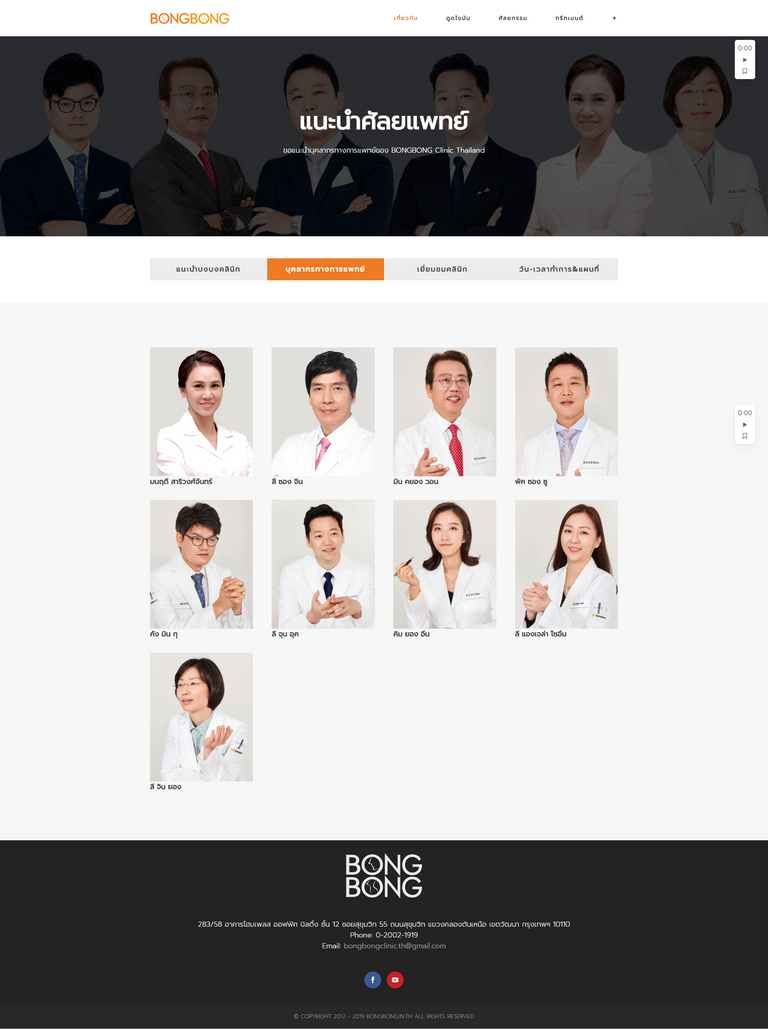 BONGBONG
เกี่ยวกับ ดูดไขมัน ศัลยกรรม ทรีทเมนต์ +
0:00
แนะนำศัลยแพทย์
ขอแนะนำบุคลากรทางการแพทย์ของ BONGBONG Clinic Thailand
แนะนำบงบงคลินิก บุคลากรทางการแพทย์ เยี่ยมชมคลินิก วัน-เวลาทำการ&แผนที่
0:00
มนฤดี สาริวงศ์จันทร์ ลี ซอง จิน มิน คยอง วอน พัค ซอง ซู
คัง มิน กุ ลี จุน อุค คิม ยอง อึน ลี แองเจล่า โซอึน
ลี จิน ยอง
BONG
BONG
283/58 อาคารโฮมเพลส ออฟฟิศ บิลดิ้ง ชั้น 12 ซอยสุขุมวิท 55 ถนนสุขุมวิท แขวงคลองตันเหนือ เขตวัฒนา กรุงเทพฯ 10110
Phone: 0-2002-1919
Email: bongbongclinic.th@gmail.com
© COPYRIGHT 2012 - 2019 BONGBONG.IN.TH ALL RIGHTS RESERVED